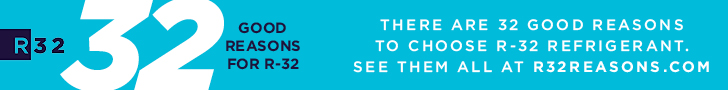 R32
32
GOOD
REASONS
FOR R-32
THERE ARE 32 GOOD REASONS
TO CHOOSE R-32 REFRIGERANT.
SEE THEM ALL AT R32REASONS.COM